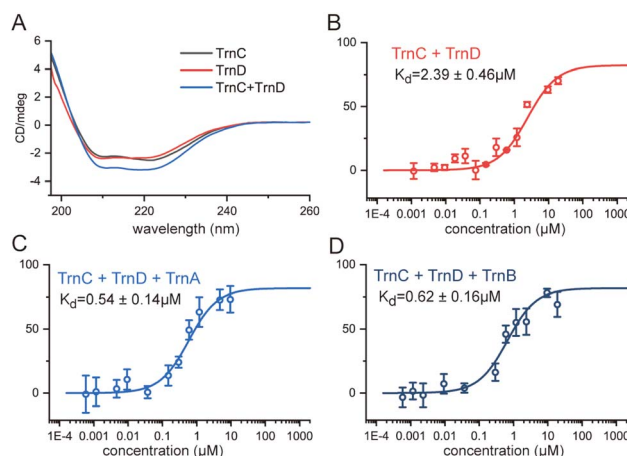 A
6
4
2
0
-2
-4
CD/mdeg
200
220
240
260
wavelength (nm)
TrnC
TrnD
TrnC+TrnD
B
100
75
50
25
0
TrnC + TrnD
Kd=2.39 ± 0.46μM
1E-4
0.001
0.01
0.1
1
10
100
1000
concentration (μM)
C
100
50
0
TrnC + TrnD + TrnA
Kd=0.54 ± 0.14μM
1E-4
0.001
0.01
0.1
1
10
100
1000
concentration (μM)
D
100
50
0
TrnC + TrnD + TrnB
Kd=0.62 ± 0.16μM
1E-4
0.001
0.01
0.1
1
10
100
1000
concentration (μM)